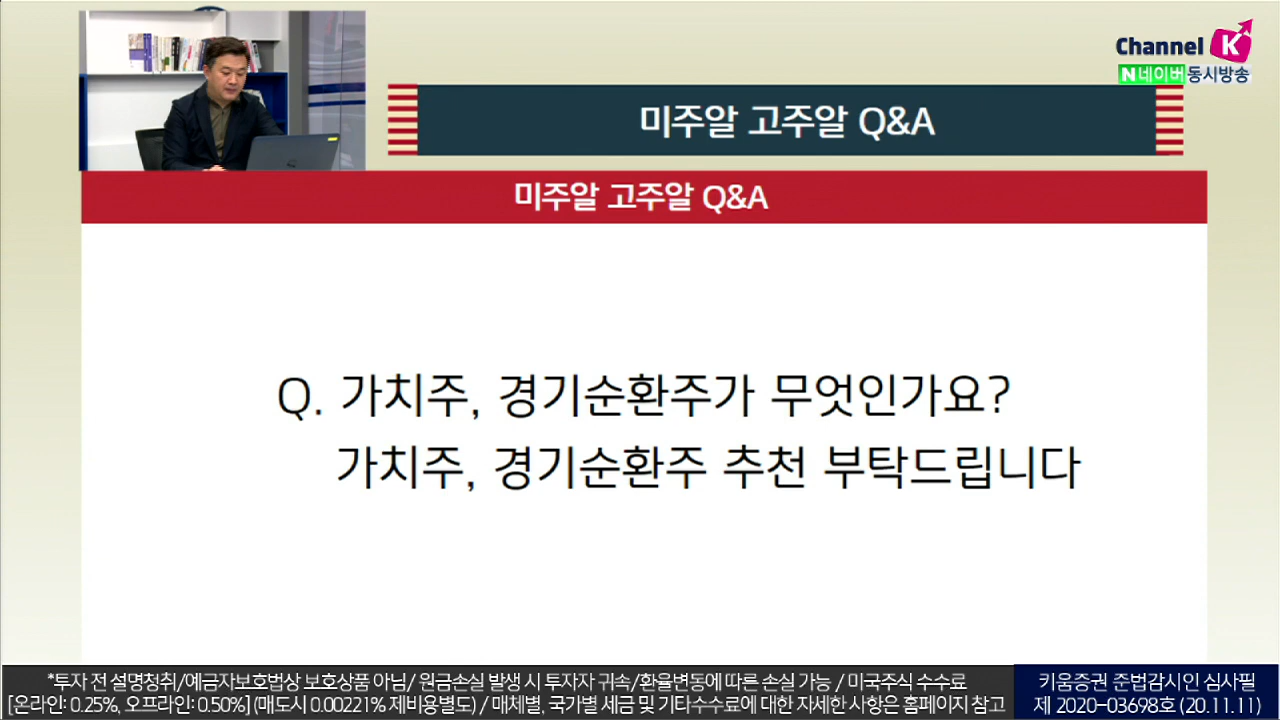 Channel K
N네이버 동시방송
미주알 고주알 Q&A
미주알 고주알 Q&A
Q. 가치주, 경기순환주가 무엇인가요?
가치주, 경기순환주 추천 부탁드립니다
*투자 전 설명청취/예금자보호법상 보호상품 아님/ 원금손실 발생 시 투자자 귀속/환율변동에 따른 손실 가능 / 미국주식 수수료
[온라인: 0.25%, 오프라인: 0.50%] (매도시 0.00221% 제비용별도) / 매체별, 국가별 세금 및 기타수수료에 대한 자세한 사항은 홈페이지 참고
키움증권 준법감시인 심사필
제 2020-03698호 (20.11.11)